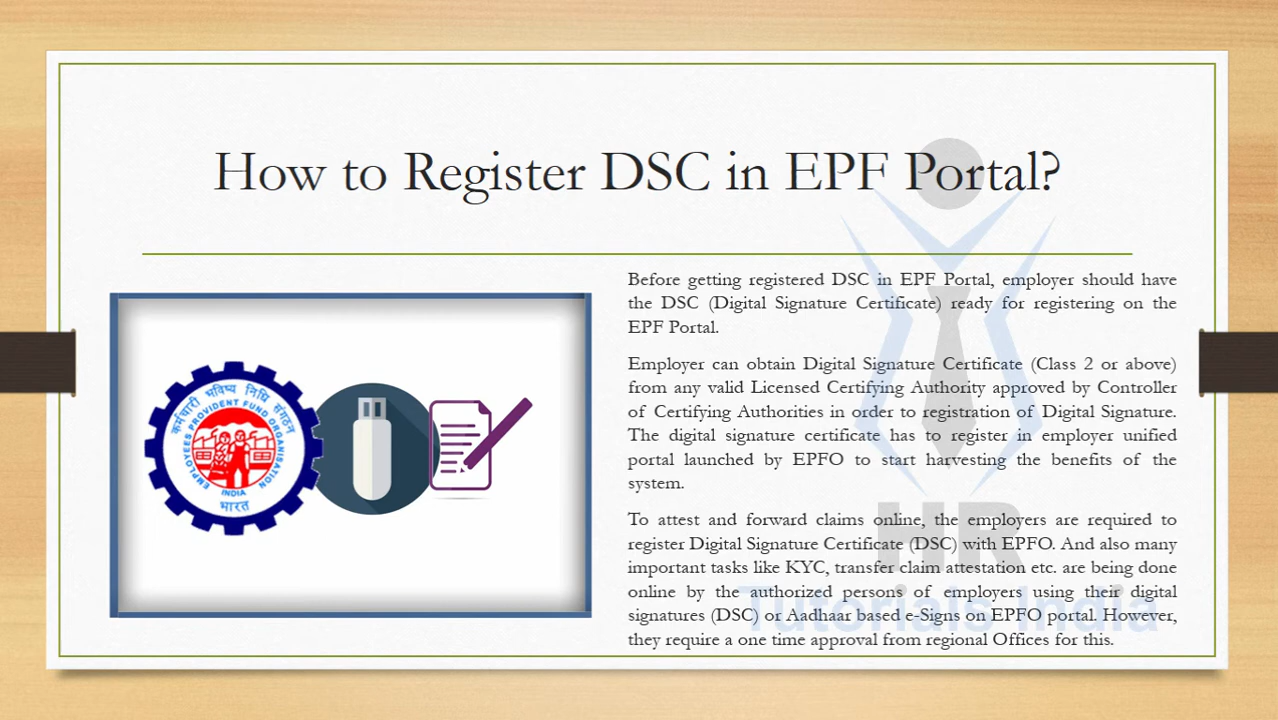 How to Register DSC in EPF Portal?
Before getting registered DSC in EPF Portal, employer should have
the DSC (Digital Signature Certificate) ready for registering on the
EPF Portal.
Employer can obtain Digital Signature Certificate (Class 2 or above)
from any valid Licensed Certifying Authority approved by Controller
of Certifying Authorities in order to registration of Digital Signature.
The digital signature certificate has to register in employer unified
portal launched by EPFO to start harvesting the benefits of the
system.
To attest and forward claims online, the employers are required to
register Digital Signature Certificate (DSC) with EPFO. And also many
important tasks like KYC, transfer claim attestation etc. are being done
online by the authorized persons of employers using their digital
signatures (DSC) or Aadhaar based e-Signs on EPFO portal. However,
they require a one time approval from regional Offices for this.
कर्मचारी भविष्य निधि संगठन
EMPLOYEES PROVIDENT FUND ORGANISATION
INDIA
भारत
HR
Tutorials India